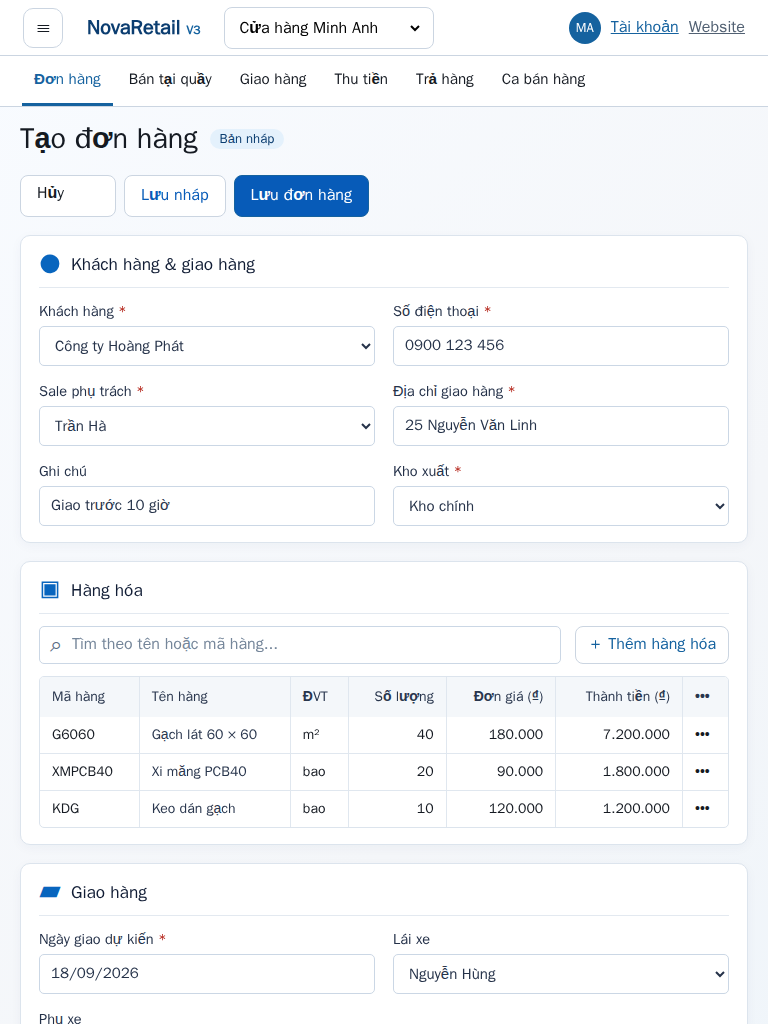 ≡ NovaRetail V3 Cửa hàng Minh Anh MA Tài khoản Website
Đơn hàng Bán tại quầy Giao hàng Thu tiền Trả hàng Ca bán hàng
Tạo đơn hàng Bản nháp
Hủy Lưu nháp Lưu đơn hàng
Khách hàng & giao hàng
Khách hàng * Số điện thoại *
Công ty Hoàng Phát 0900 123 456
Sale phụ trách * Địa chỉ giao hàng *
Trần Hà 25 Nguyễn Văn Linh
Ghi chú Kho xuất *
Giao trước 10 giờ Kho chính
Hàng hóa
Tìm theo tên hoặc mã hàng... + Thêm hàng hóa
Mã hàng Tên hàng ĐVT Số lượng Đơn giá (₫) Thành tiền (₫) •••
G6060 Gạch lát 60 × 60 m² 40 180.000 7.200.000 •••
XMPCB40 Xi măng PCB40 bao 20 90.000 1.800.000 •••
KDG Keo dán gạch bao 10 120.000 1.200.000 •••
Giao hàng
Ngày giao dự kiến * Lái xe
18/09/2026 Nguyễn Hùng
Phụ xe